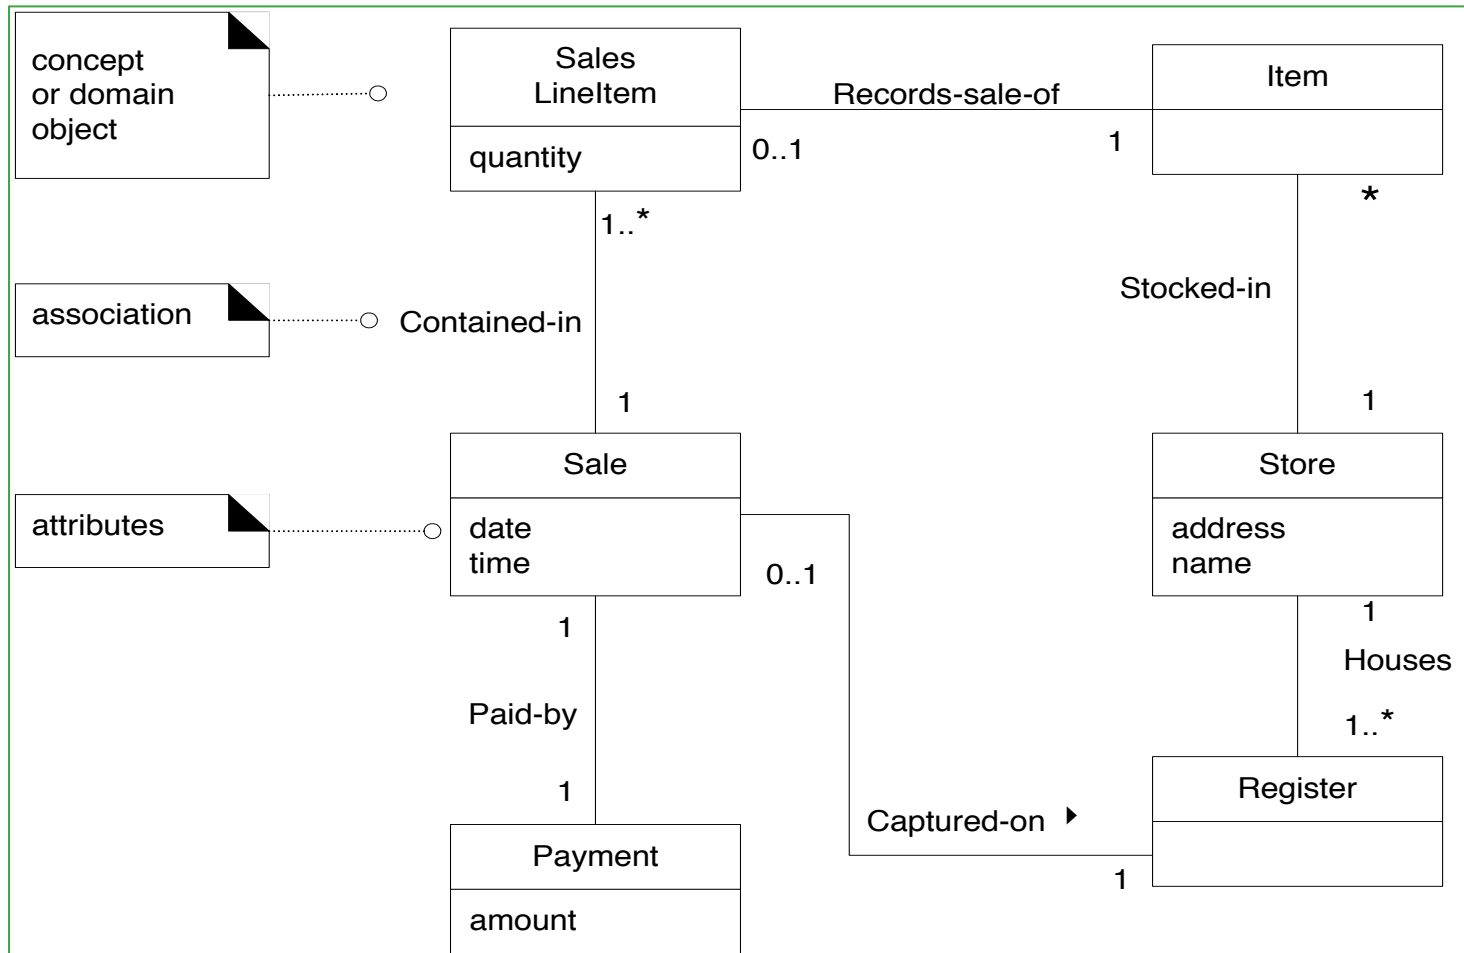 concept
or domain
object
Sales
LineItem
quantity
Records-sale-of
0..1
1
Item
*
1..*
association
Contained-in
Stocked-in
1
1
attributes
Sale
date
time
0..1
Store
address
name
1
1
Houses
Paid-by
1..*
1
Captured-on
Register
1
Payment
amount